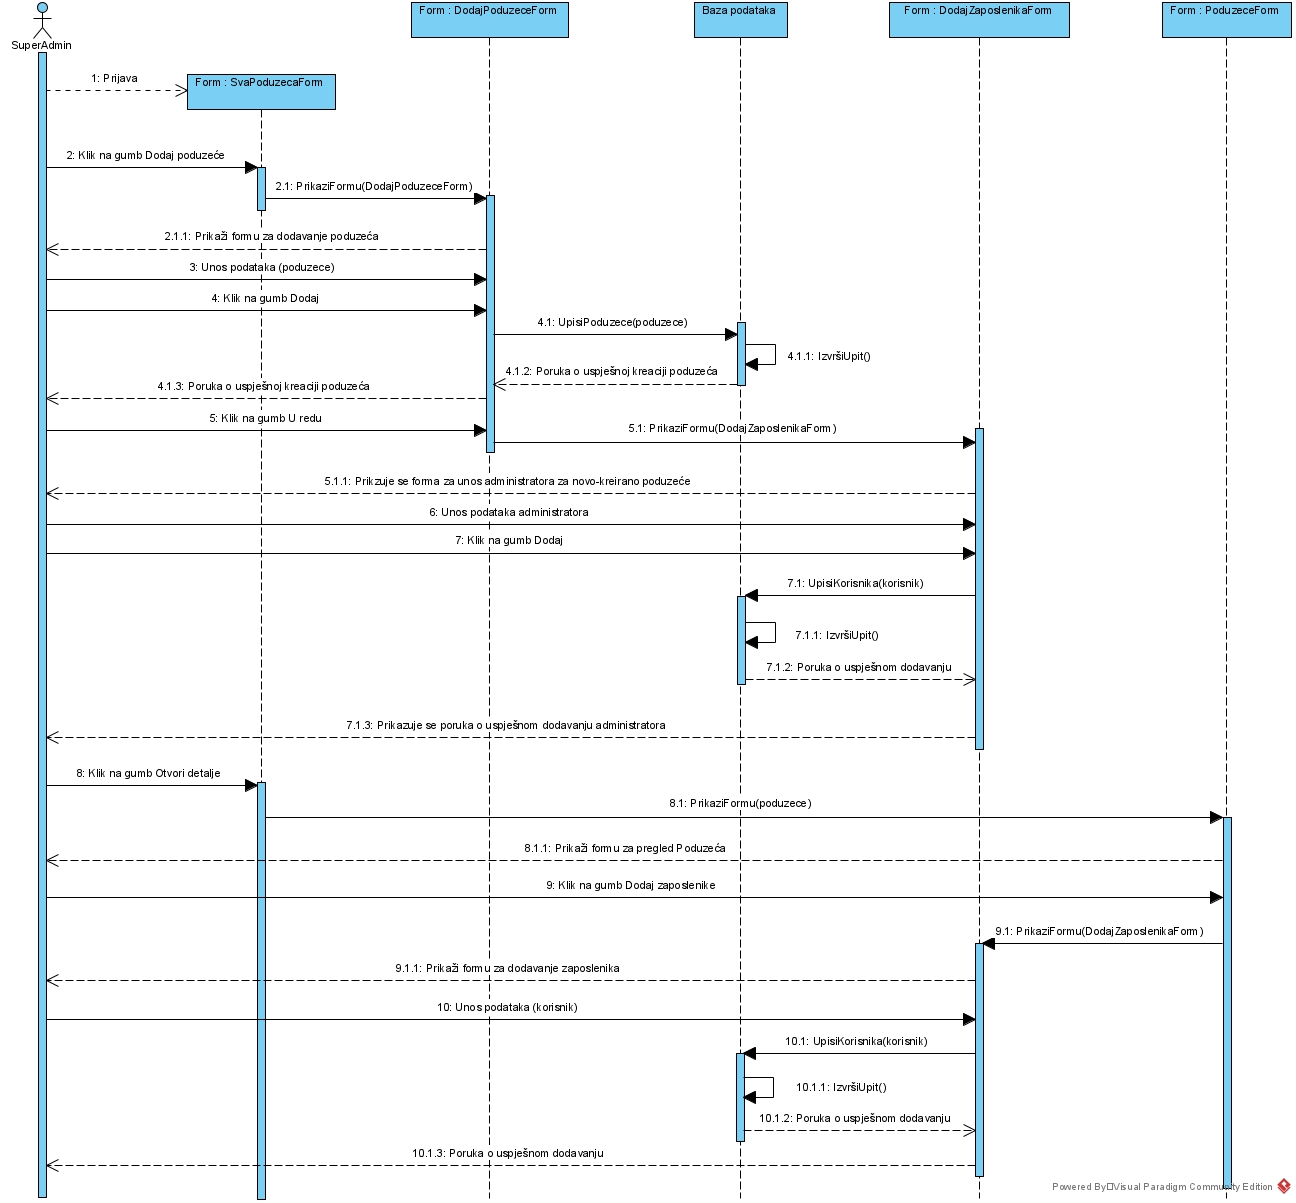 Form : DodajPoduzeceForm
Baza podataka
Form : DodajZaposlenikaForm
Form : PoduzeceForm
SuperAdmin
1: Prijava
Form : SvaPoduzecaForm
2: Klik na gumb Dodaj poduzeće
2.1: PrikaziFormu(DodajPoduzeceForm)
2.1.1: Prikaži formu za dodavanje poduzeća
3: Unos podataka (poduzece)
4: Klik na gumb Dodaj
4.1: UpisiPoduzece(poduzece)
4.1.1: IzvršiUpit()
4.1.2: Poruka o uspješnoj kreaciji poduzeća
4.1.3: Poruka o uspješnoj kreaciji poduzeća
5: Klik na gumb U redu
5.1: PrikaziFormu(DodajZaposlenikaForm)
5.1.1: Prikzuje se forma za unos administratora za novo-kreirano poduzeće
6: Unos podataka administratora
7: Klik na gumb Dodaj
7.1: UpisiKorisnika(korisnik)
7.1.1: IzvršiUpit()
7.1.2: Poruka o uspješnom dodavanju
7.1.3: Prikazuje se poruka o uspješnom dodavanju administratora
8: Klik na gumb Otvori detalje
8.1: PrikaziFormu(poduzece)
8.1.1: Prikaži formu za pregled Poduzeća
9: Klik na gumb Dodaj zaposlenike
9.1: PrikaziFormu(DodajZaposlenikaForm)
9.1.1: Prikaži formu za dodavanje zaposlenika
10: Unos podataka (korisnik)
10.1: UpisiKorisnika(korisnik)
10.1.1: IzvršiUpit()
10.1.2: Poruka o uspješnom dodavanju
10.1.3: Poruka o uspješnom dodavanju
Powered By Visual Paradigm Community Edition